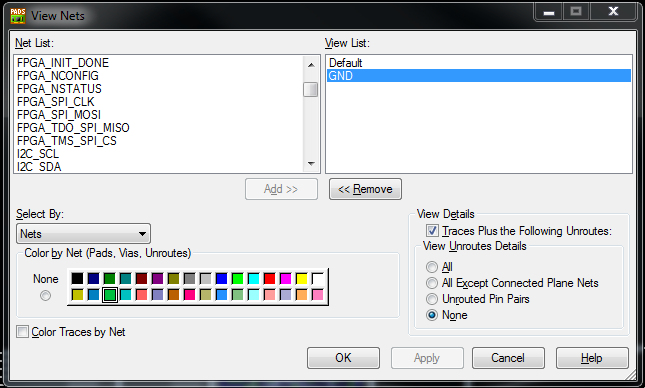 PADS
View Nets
Net List:
FPGA_INIT_DONE
FPGA_NCONFIG
FPGA_NSTATUS
FPGA_SPI_CLK
FPGA_SPI_MOSI
FPGA_TDO_SPI_MISO
FPGA_TMS_SPI_CS
I2C_SCL
I2C_SDA
View List:
Default
GND
Add >>
<< Remove
Select By:
Nets
Color by Net (Pads, Vias, Unroutes)
None
Color Traces by Net
View Details
Traces Plus the Following Unroutes:
View Unroutes Details
All
All Except Connected Plane Nets
Unrouted Pin Pairs
None
OK
Apply
Cancel
Help